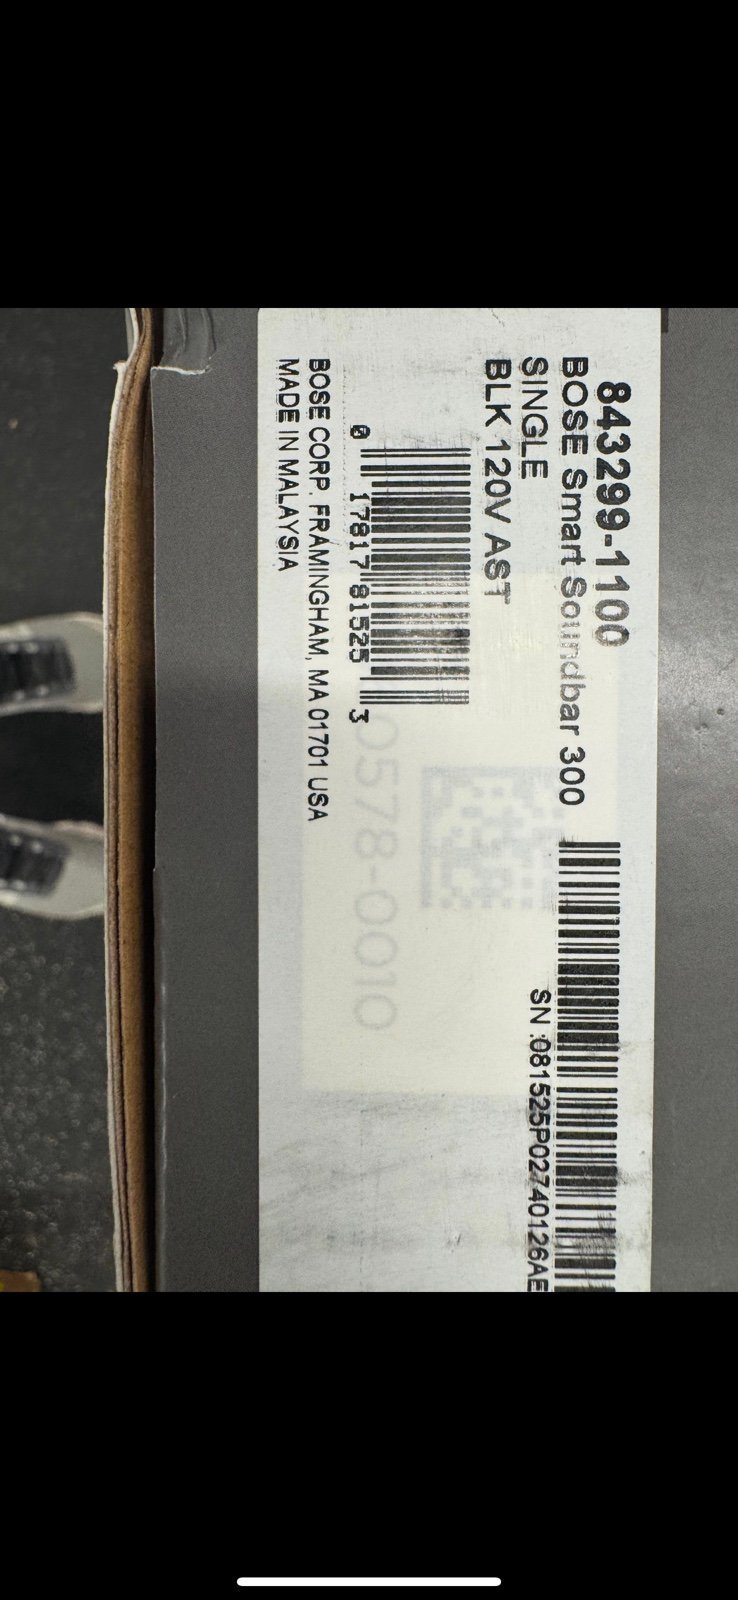 843299-1100
BOSE Smart Soundbar 300
SINGLE
BLK 120V AST
SN :081525P02740126AE
0 17817 81525 3
0578-0010
BOSE CORP. FRAMINGHAM, MA 01701 USA
MADE IN MALAYSIA